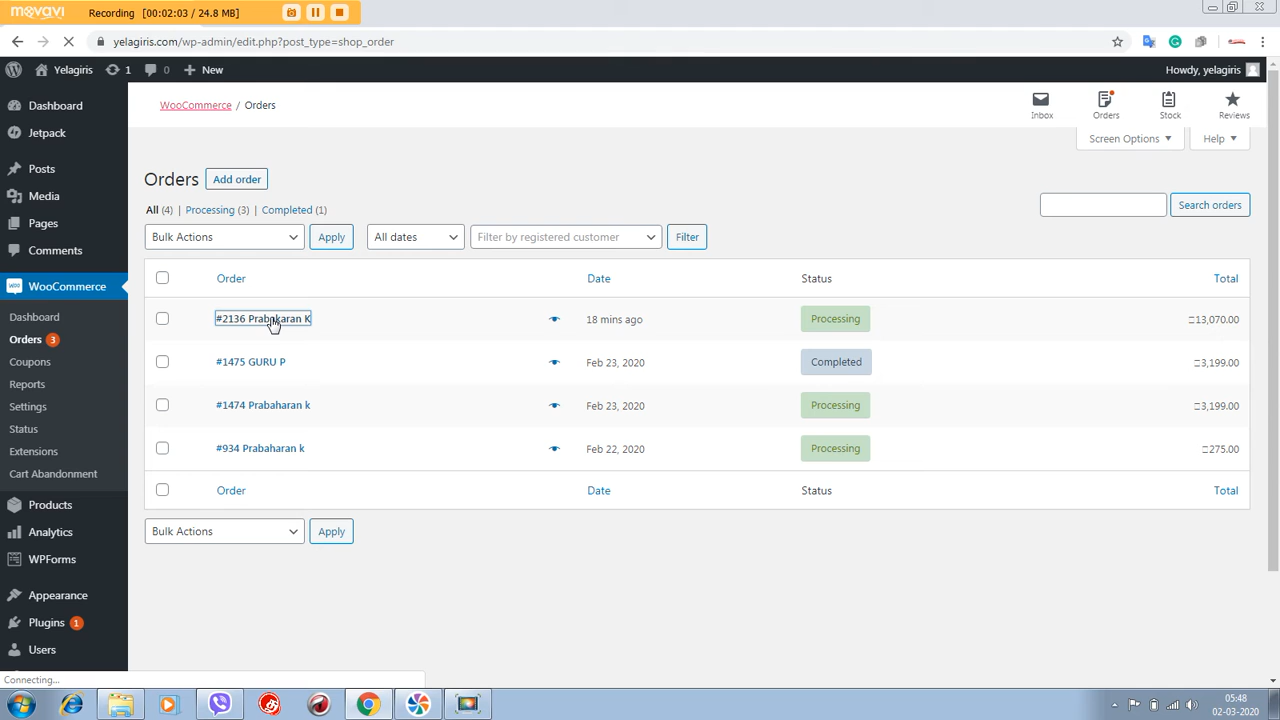 movavi
Recording (00:02:03 / 24.8 MB)
yelagiris.com/wp-admin/edit.php?post_type=shop_order
Yelagiris 1 0 New Howdy, yelagiris
Dashboard
Jetpack
Posts
Media
Pages
Comments
WooCommerce
Dashboard
Orders 3
Coupons
Reports
Settings
Status
Extensions
Cart Abandonment
Products
Analytics
WPForms
Appearance
Plugins 1
Users
WooCommerce / Orders
Inbox Orders Stock Reviews
Screen Options Help
Orders Add order
All (4) | Processing (3) | Completed (1)
Search orders
Bulk Actions Apply All dates Filter by registered customer Filter
Order Date Status Total
#2136 Prabakaran K 18 mins ago Processing 13,070.00
#1475 GURU P Feb 23, 2020 Completed 3,199.00
#1474 Prabaharan k Feb 23, 2020 Processing 3,199.00
#934 Prabaharan k Feb 22, 2020 Processing 275.00
Order Date Status Total
Bulk Actions Apply
Connecting...
05:48
02-03-2020